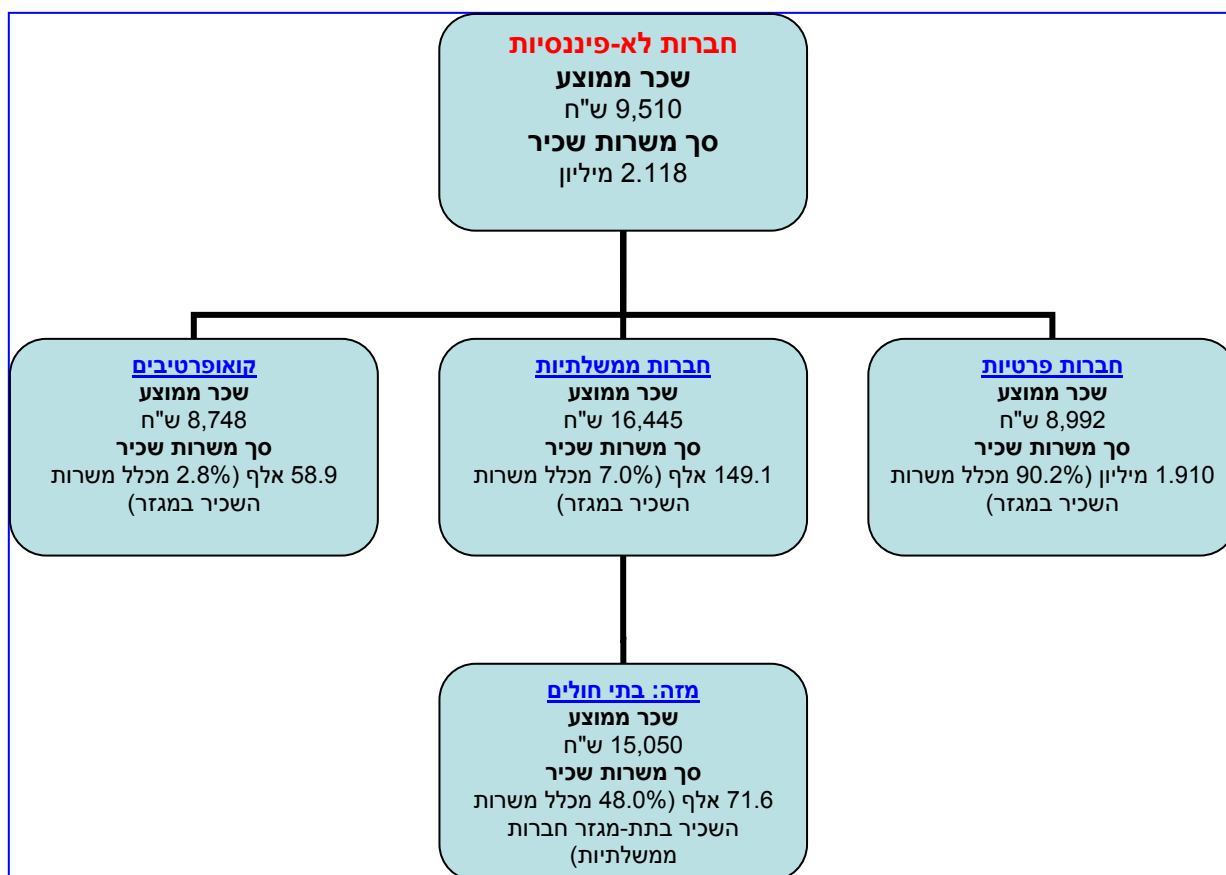 חברות לא-פיננסיות
שכר ממוצע
9,510 ש"ח
סך משרות שכיר
2.118 מיליון
חברות פרטיות
שכר ממוצע
8,992 ש"ח
סך משרות שכיר
1.910 מיליון (90.2% מכלל משרות
השכיר במגזר)
חברות ממשלתיות
שכר ממוצע
16,445 ש"ח
סך משרות שכיר
149.1 אלף (7.0% מכלל משרות
השכיר במגזר)
קואופרטיבים
שכר ממוצע
8,748 ש"ח
סך משרות שכיר
58.9 אלף (2.8% מכלל משרות
השכיר במגזר)
מזה: בתי חולים
שכר ממוצע
15,050 ש"ח
סך משרות שכיר
71.6 אלף (48.0% מכלל משרות
השכיר בתת-מגזר חברות
ממשלתיות)